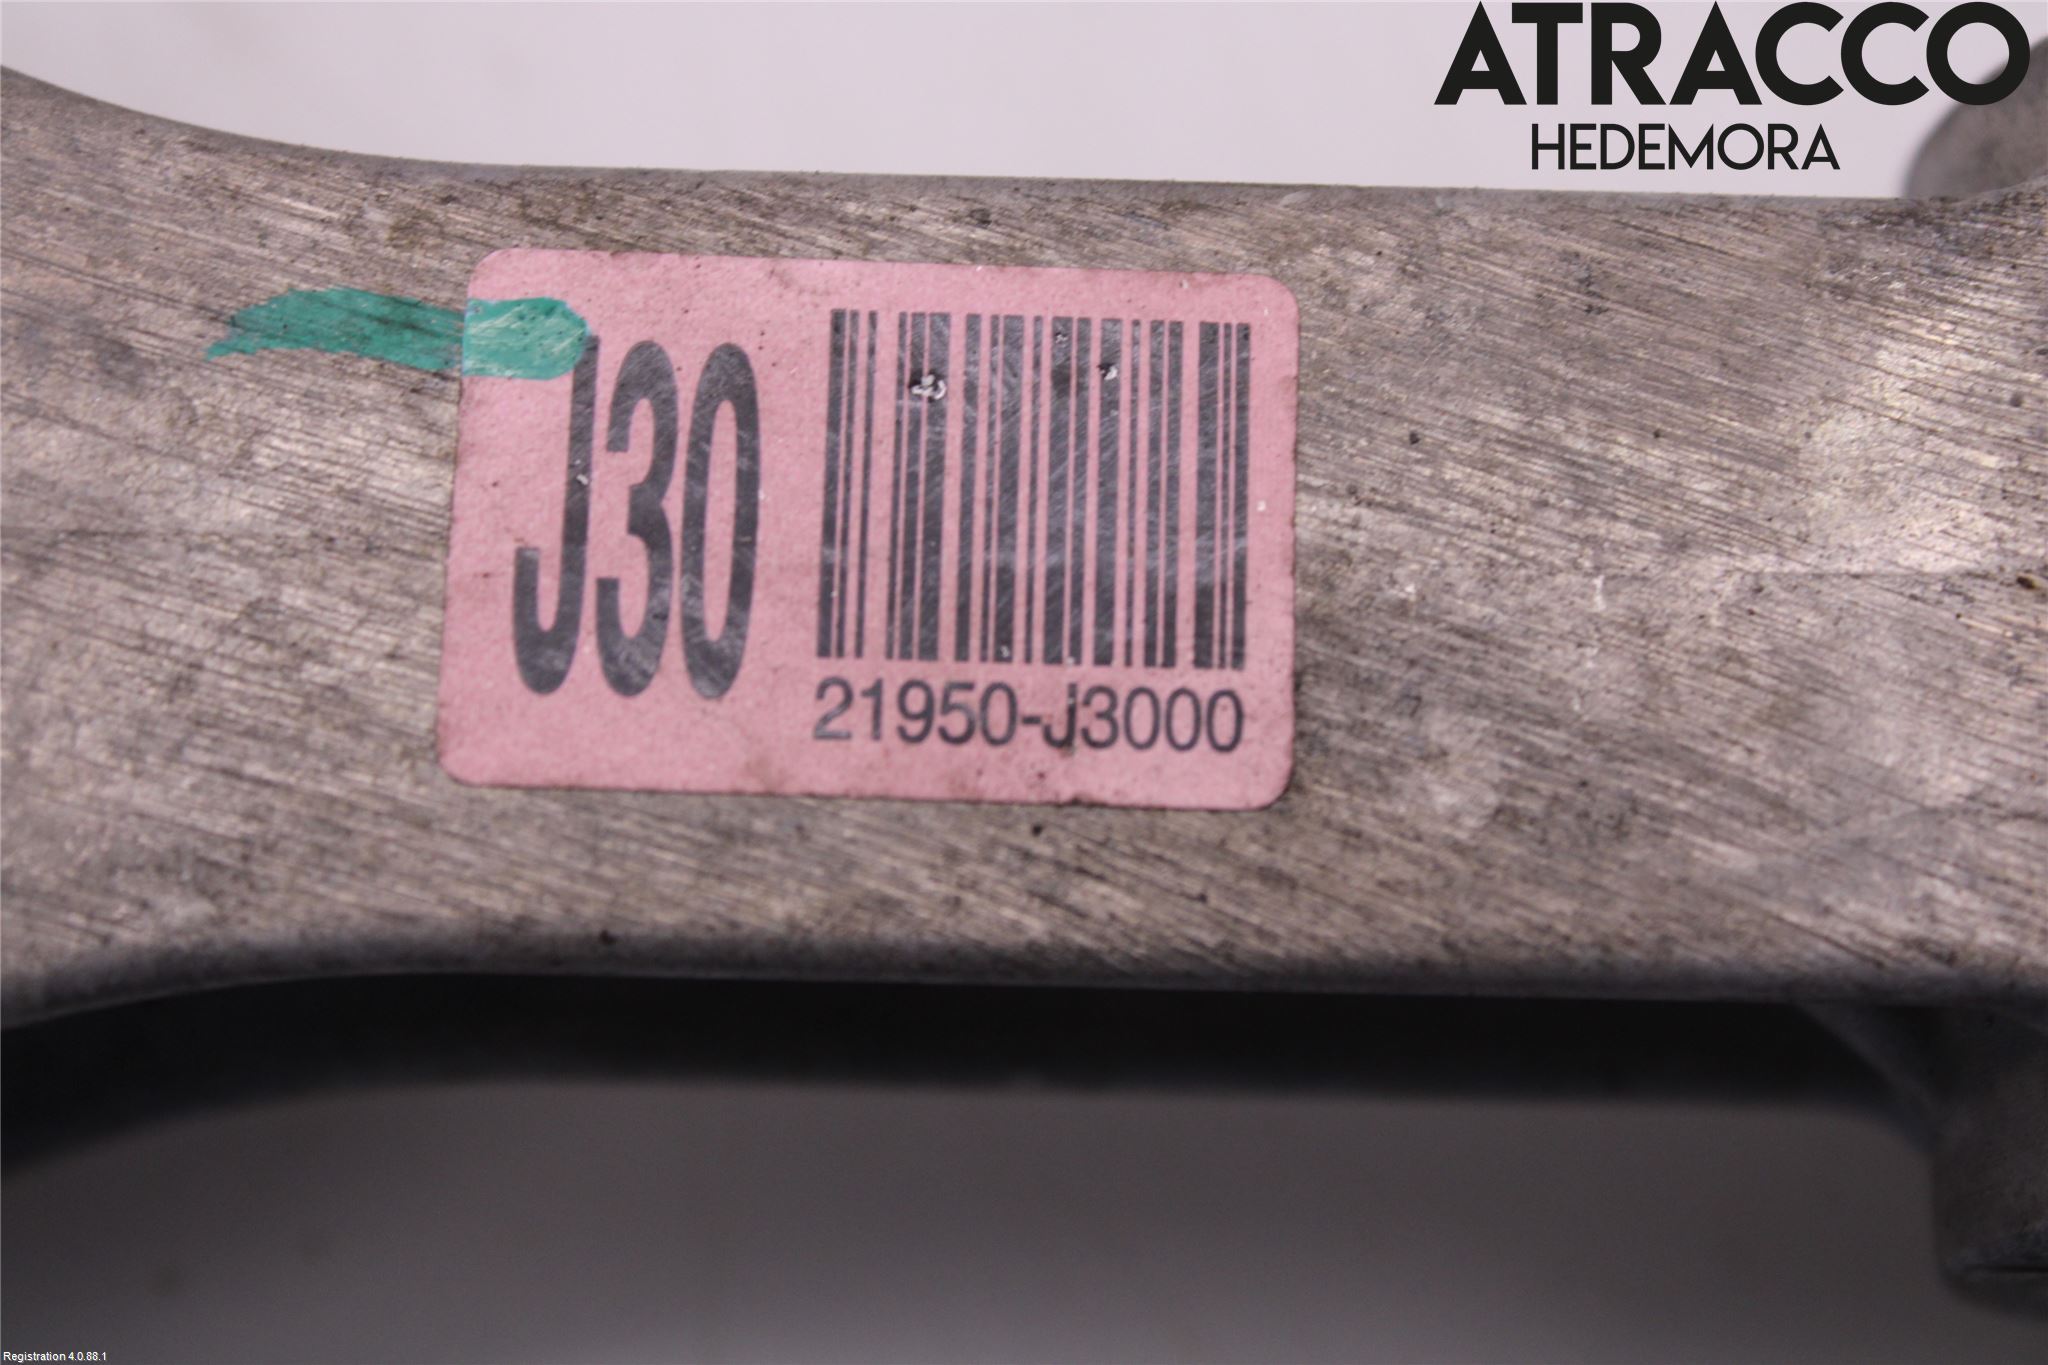 ATRACCO
HEDEMORA
J30
21950-J3000
Registration 4.0.88.1